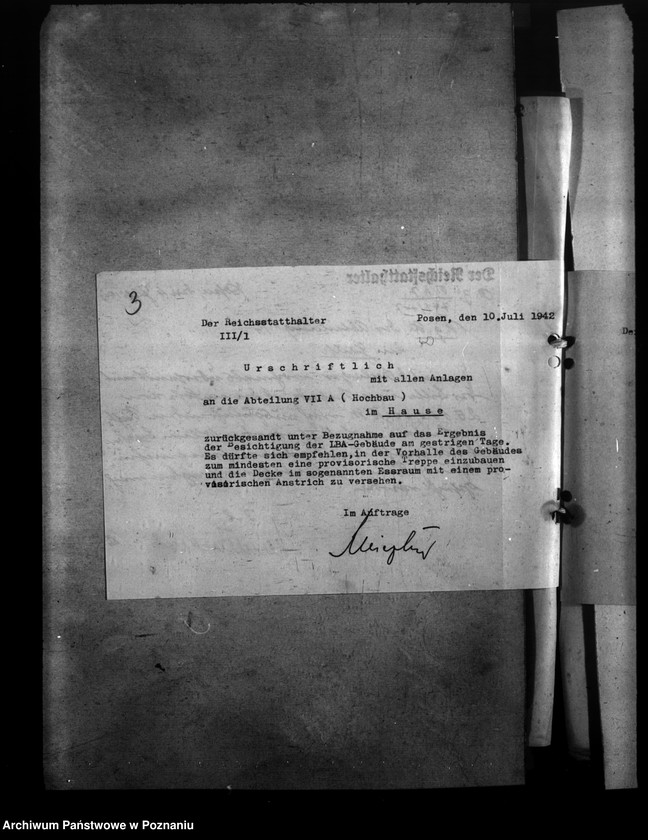 3
Der Reichsstatthalter
Posen, den 10.Juli 1942
III/1
Urschriftlich
mit allen Anlagen
an die Abteilung VII A ( Hochbau )
im Hause
zurückgesandt unter Bezugnahme auf das Ergebnis
der Besichtigung der LBA-Gebäude am gestrigen Tage.
Es dürfte sich empfehlen,in der Vorhalle des Gebäudes
zum mindesten eine provisorische Treppe einzubauen
und die Decke im sogenannten Essraum mit einem pro-
visorischen Anstrich zu versehen.
Im Auftrage
Der Reichsstatthalter
Archiwum Państwowe w Poznaniu